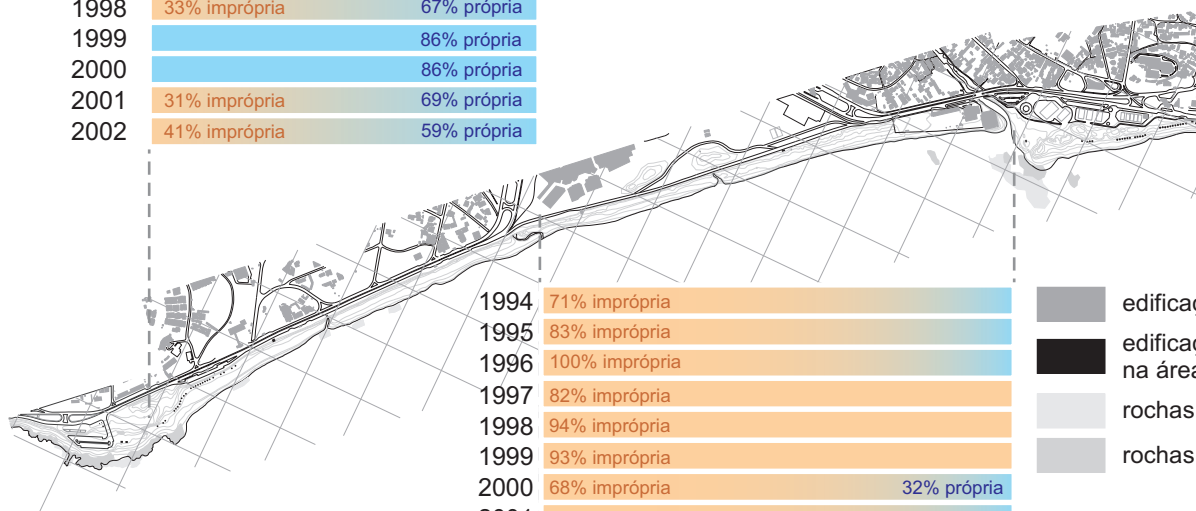 1998 33% imprópria 67% própria
1999 86% própria
2000 86% própria
2001 31% imprópria 69% própria
2002 41% imprópria 59% própria
1994 71% imprópria
1995 83% imprópria
1996 100% imprópria
1997 82% imprópria
1998 94% imprópria
1999 93% imprópria
2000 68% imprópria 32% própria
na área
rochas
rochas